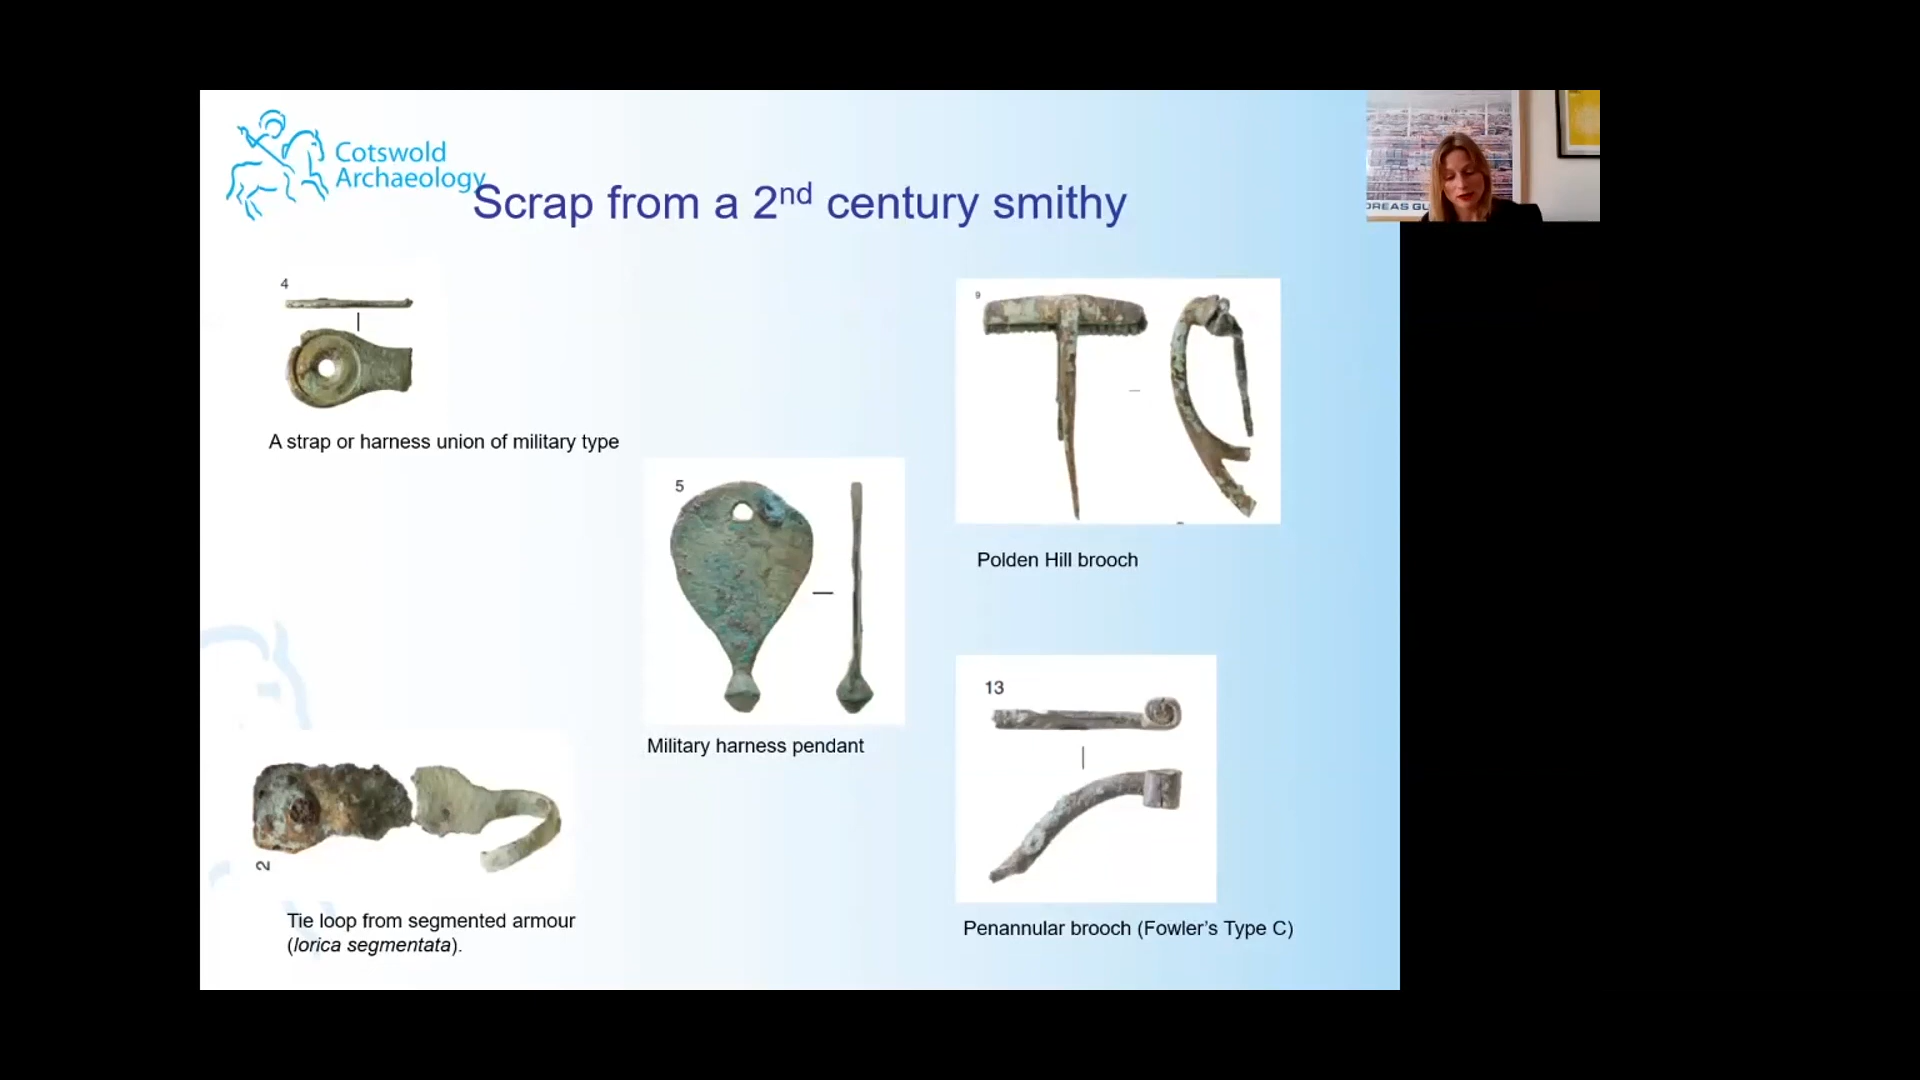 Cotswold
Archaeology
Scrap from a 2nd century smithy
4
A strap or harness union of military type
9
Polden Hill brooch
5
Military harness pendant
13
Penannular brooch (Fowler's Type C)
2
Tie loop from segmented armour
(lorica segmentata).